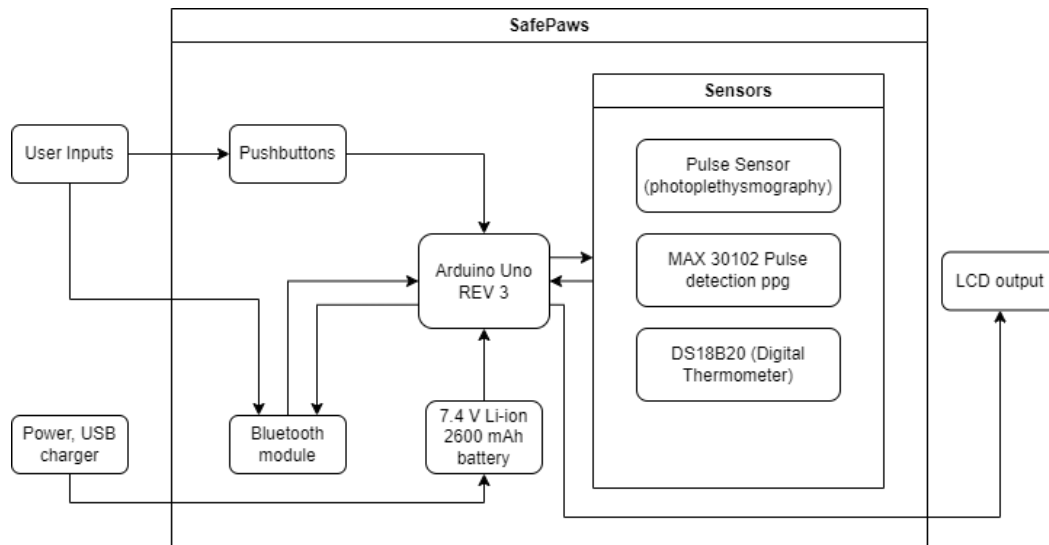 SafePaws
Sensors
User Inputs
Pushbuttons
Pulse Sensor
(photoplethysmography)
Arduino Uno
REV 3
MAX 30102 Pulse
detection ppg
LCD output
DS18B20 (Digital
Thermometer)
Power, USB
charger
Bluetooth
module
7.4 V Li-ion
2600 mAh
battery